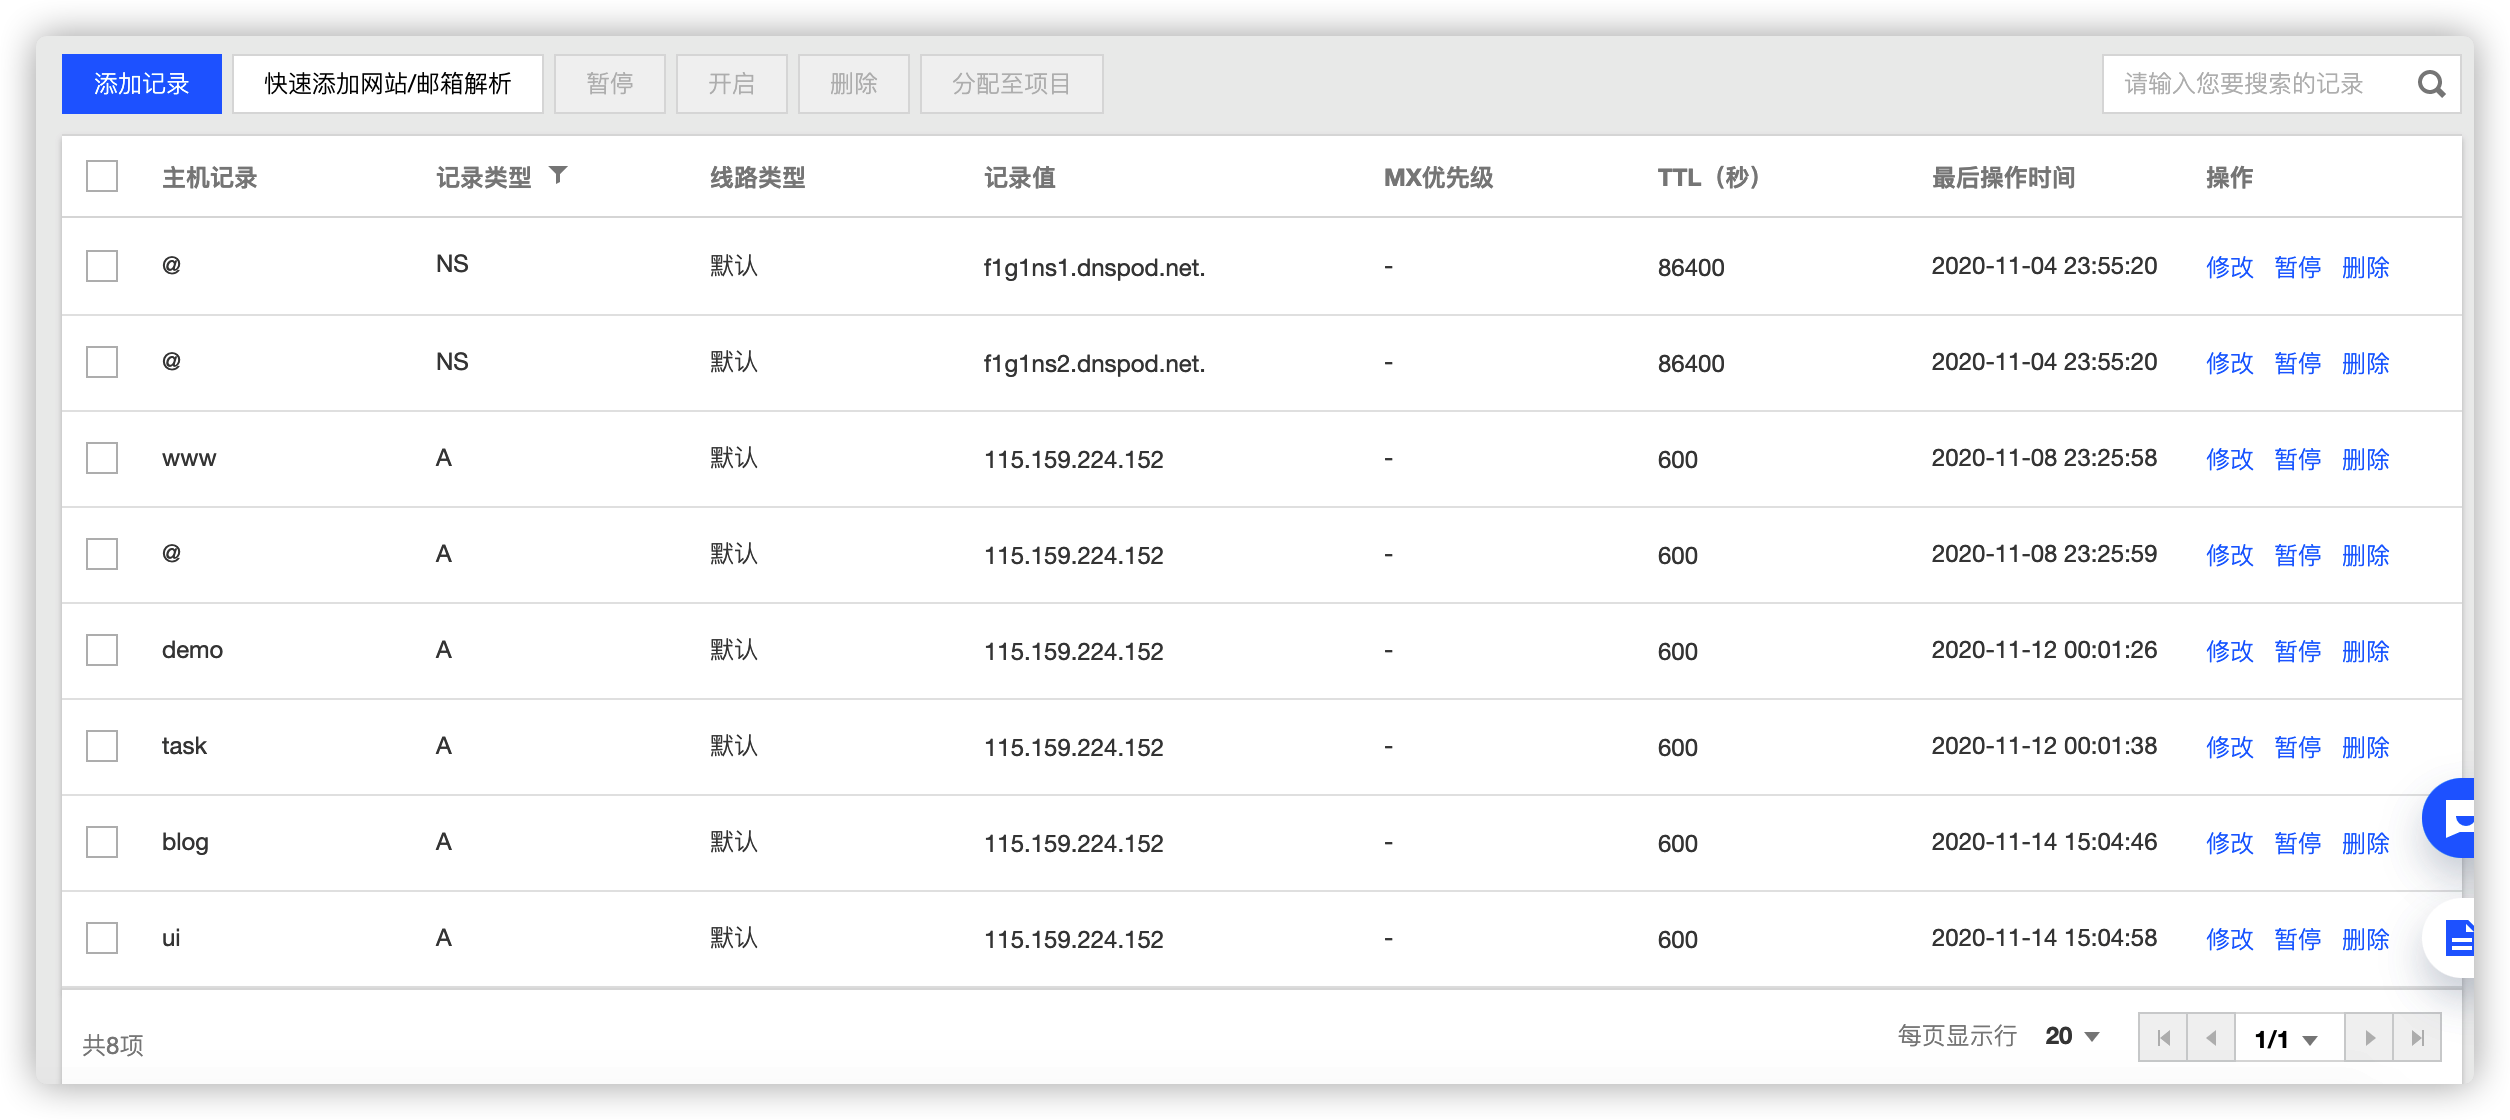 添加记录 快速添加网站/邮箱解析 暂停 开启 删除 分配至项目 请输入您要搜索的记录
主机记录 记录类型 线路类型 记录值 MX优先级 TTL（秒） 最后操作时间 操作
@ NS 默认 f1g1ns1.dnspod.net. - 86400 2020-11-04 23:55:20 修改 暂停 删除
@ NS 默认 f1g1ns2.dnspod.net. - 86400 2020-11-04 23:55:20 修改 暂停 删除
www A 默认 115.159.224.152 - 600 2020-11-08 23:25:58 修改 暂停 删除
@ A 默认 115.159.224.152 - 600 2020-11-08 23:25:59 修改 暂停 删除
demo A 默认 115.159.224.152 - 600 2020-11-12 00:01:26 修改 暂停 删除
task A 默认 115.159.224.152 - 600 2020-11-12 00:01:38 修改 暂停 删除
blog A 默认 115.159.224.152 - 600 2020-11-14 15:04:46 修改 暂停 删除
ui A 默认 115.159.224.152 - 600 2020-11-14 15:04:58 修改 暂停 删除
共8项 每页显示行 20 1/1